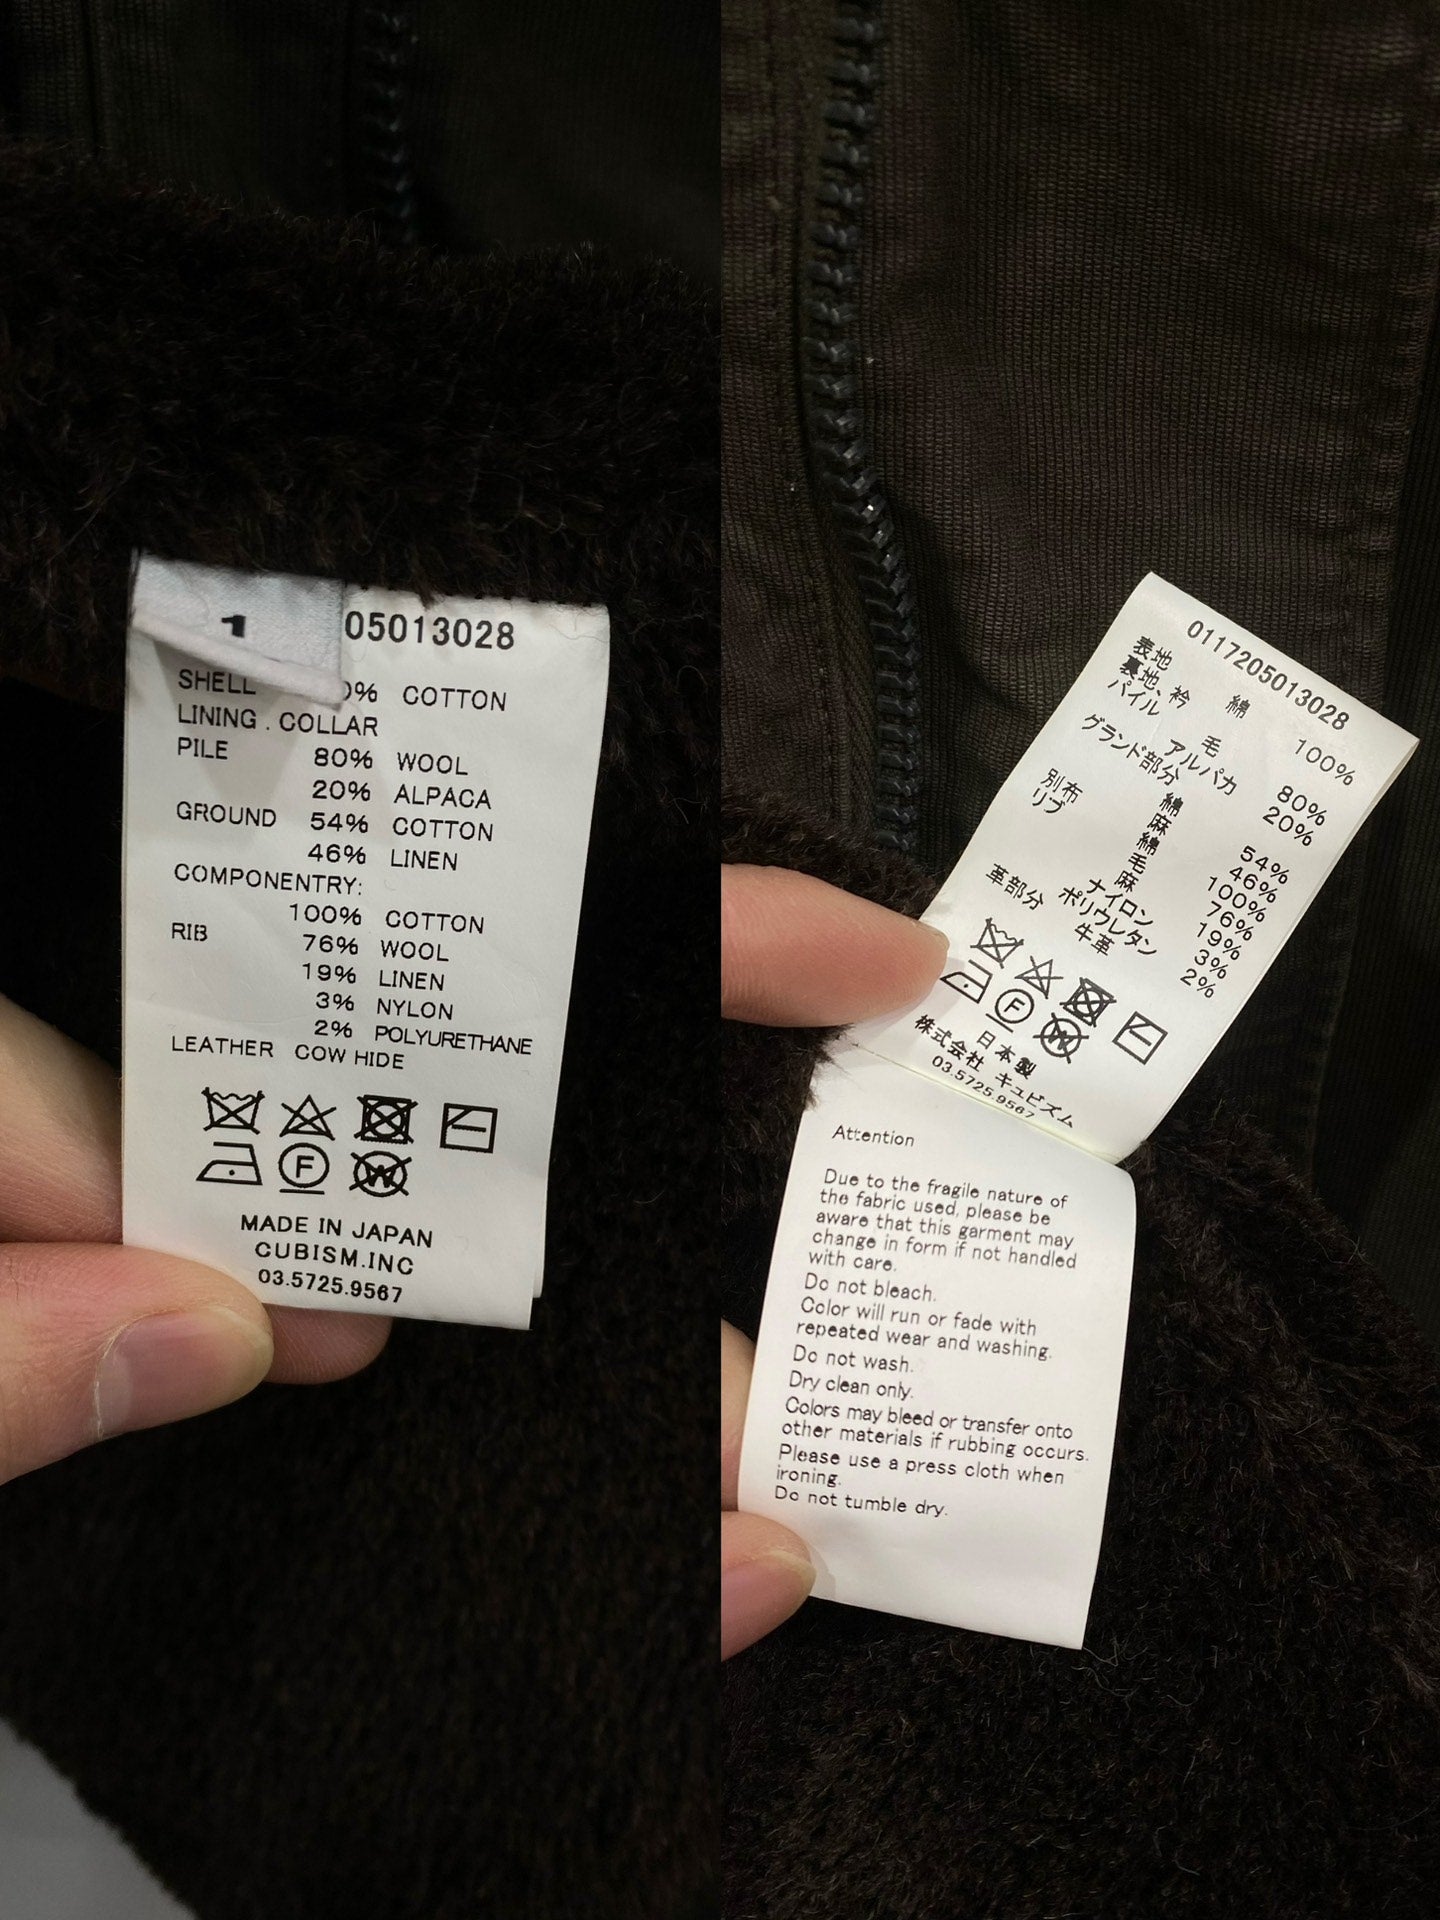 1
05013028
SHELL 0% COTTON
LINING . COLLAR
PILE 80% WOOL
20% ALPACA
GROUND 54% COTTON
46% LINEN
COMPONENTRY:
100% COTTON
RIB 76% WOOL
19% LINEN
3% NYLON
2% POLYURETHANE
LEATHER COW HIDE
F
W
MADE IN JAPAN
CUBISM.INC
03.5725.9567
0117205013028
表地 綿 100%
裏地、衿
パイル 毛 80%
アルパカ 20%
グランド部分 綿 54%
麻 46%
別布 綿 100%
リブ 毛 76%
麻 19%
ナイロン 3%
ポリウレタン 2%
革部分 牛革
F
W
日本製
株式会社 キュビズム
03.5725.9567
Attention
Due to the fragile nature of
the fabric used, please be
aware that this garment may
change in form if not handled
with care.
Do not bleach.
Color will run or fade with
repeated wear and washing.
Do not wash.
Dry clean only.
Colors may bleed or transfer onto
other materials if rubbing occurs.
Please use a press cloth when
ironing.
Do not tumble dry.